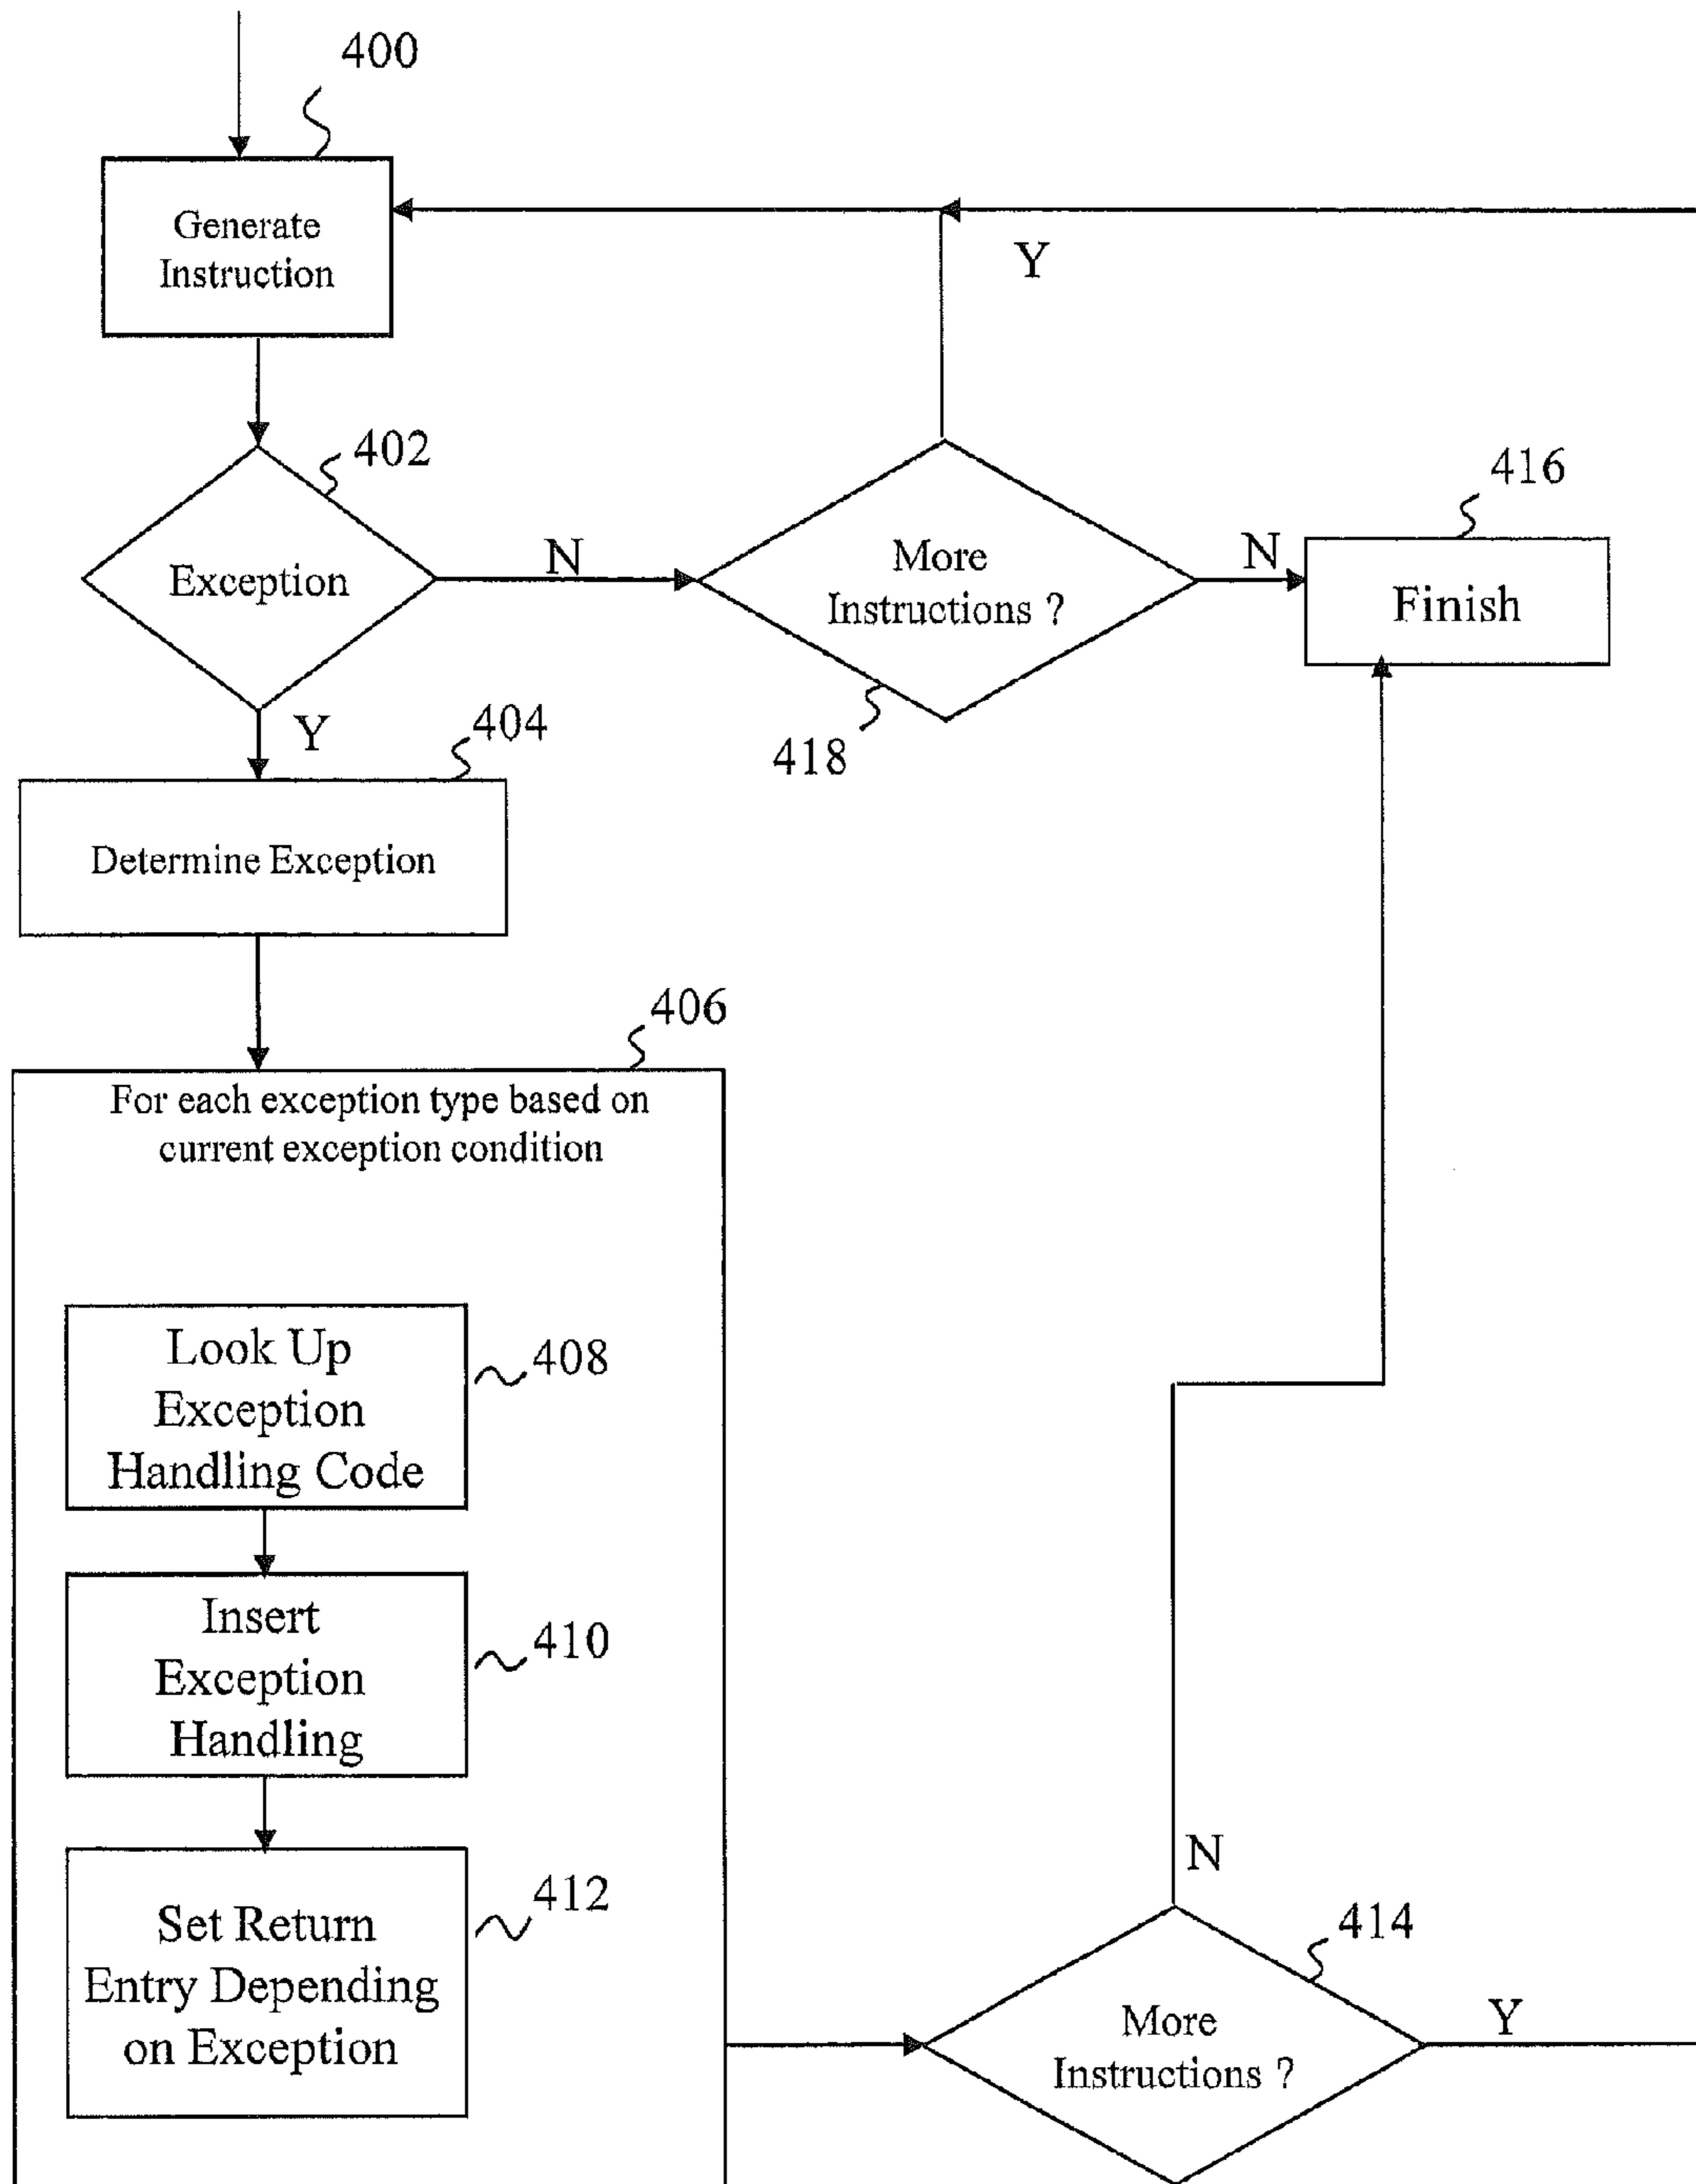 400
Generate
Instruction
Y
402
Exception
N
More
Instructions ?
N
416
Finish
418
Y
404
Determine Exception
406
For each exception type based on
current exception condition
Look Up
Exception
Handling Code
408
Insert
Exception
Handling
410
Set Return
Entry Depending
on Exception
412
N
414
More
Instructions ?
Y